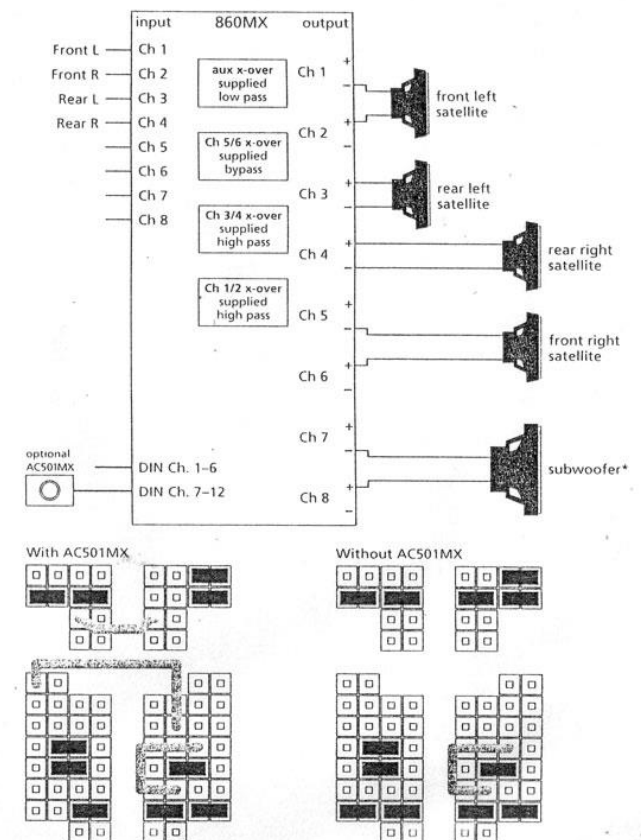 input 860MX output
Front L Ch 1
Front R Ch 2
Rear L Ch 3
Rear R Ch 4
Ch 5
Ch 6
Ch 7
Ch 8
aux x-over
supplied
low pass
Ch 5/6 x-over
supplied
bypass
Ch 3/4 x-over
supplied
high pass
Ch 1/2 x-over
supplied
high pass
+
Ch 1
−
+
Ch 2
−
Ch 3 +
−
Ch 4 +
−
+
Ch 5
−
+
Ch 6
−
+
Ch 7
−
+
Ch 8
−
front left
satellite
rear left
satellite
rear right
satellite
front right
satellite
subwoofer*
optional
AC501MX
DIN Ch. 1–6
DIN Ch. 7–12
With AC501MX
Without AC501MX